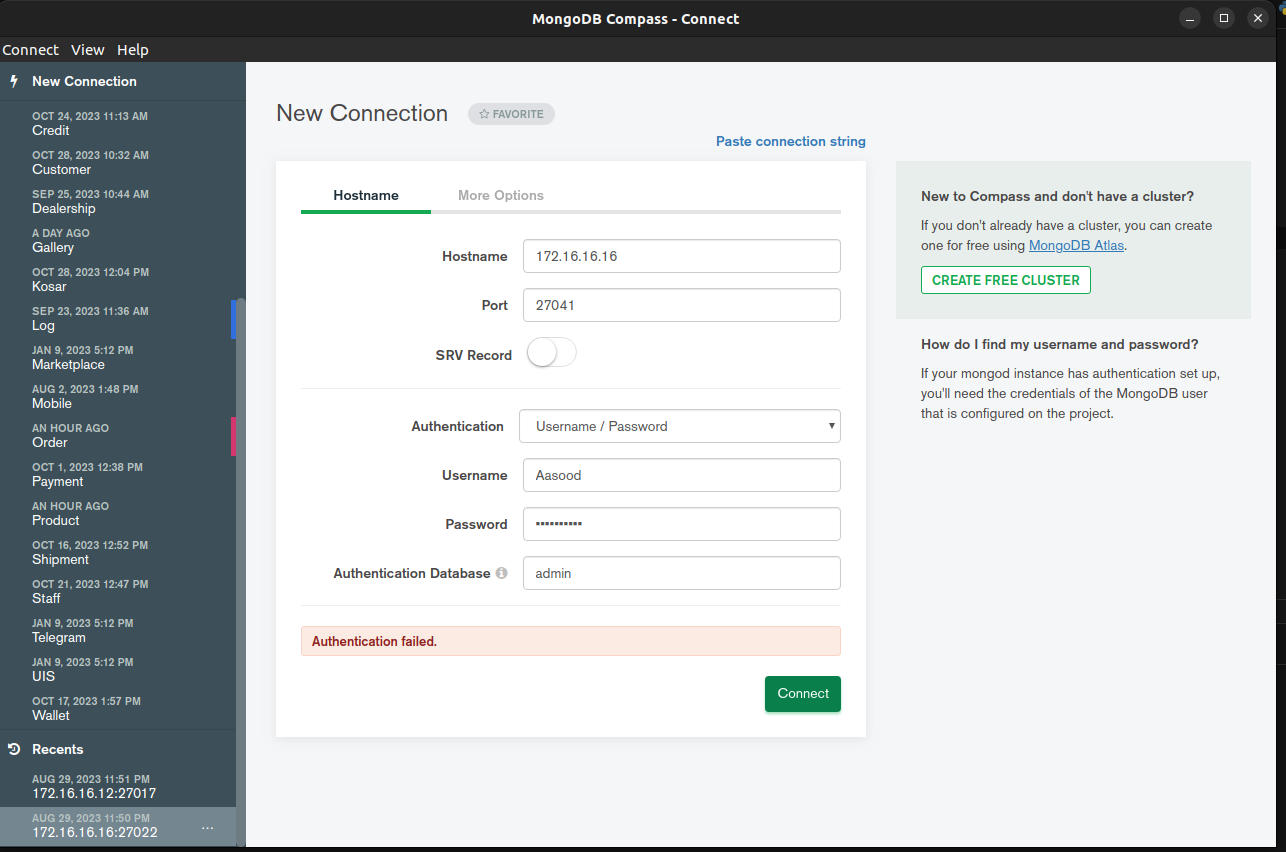 MongoDB Compass - Connect
Connect View Help
New Connection
OCT 24, 2023 11:13 AM
Credit
OCT 28, 2023 10:32 AM
Customer
SEP 25, 2023 10:44 AM
Dealership
A DAY AGO
Gallery
OCT 28, 2023 12:04 PM
Kosar
SEP 23, 2023 11:36 AM
Log
JAN 9, 2023 5:12 PM
Marketplace
AUG 2, 2023 1:48 PM
Mobile
AN HOUR AGO
Order
OCT 1, 2023 12:38 PM
Payment
AN HOUR AGO
Product
OCT 16, 2023 12:52 PM
Shipment
OCT 21, 2023 12:47 PM
Staff
JAN 9, 2023 5:12 PM
Telegram
JAN 9, 2023 5:12 PM
UIS
OCT 17, 2023 1:57 PM
Wallet
Recents
AUG 29, 2023 11:51 PM
172.16.16.12:27017
AUG 29, 2023 11:50 PM
172.16.16.16:27022 ...
New Connection FAVORITE
Paste connection string
Hostname More Options
Hostname 172.16.16.16
Port 27041
SRV Record
Authentication Username / Password
Username Aasood
Password ••••••••••
Authentication Database admin
Authentication failed.
Connect
New to Compass and don't have a cluster?
If you don't already have a cluster, you can create
one for free using MongoDB Atlas.
CREATE FREE CLUSTER
How do I find my username and password?
If your mongod instance has authentication set up,
you'll need the credentials of the MongoDB user
that is configured on the project.